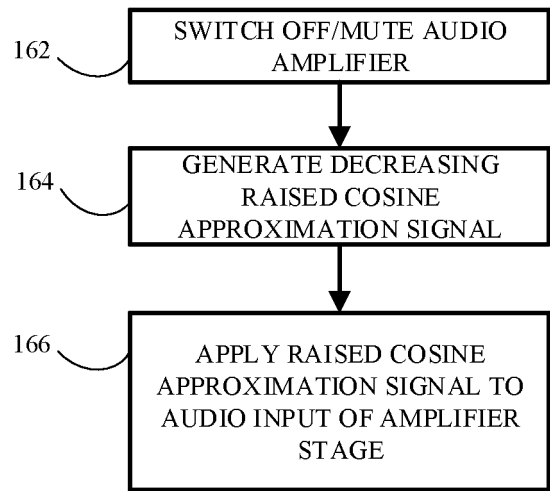 162
SWITCH OFF/MUTE AUDIO
AMPLIFIER
164
GENERATE DECREASING
RAISED COSINE
APPROXIMATION SIGNAL
166
APPLY RAISED COSINE
APPROXIMATION SIGNAL TO
AUDIO INPUT OF AMPLIFIER
STAGE